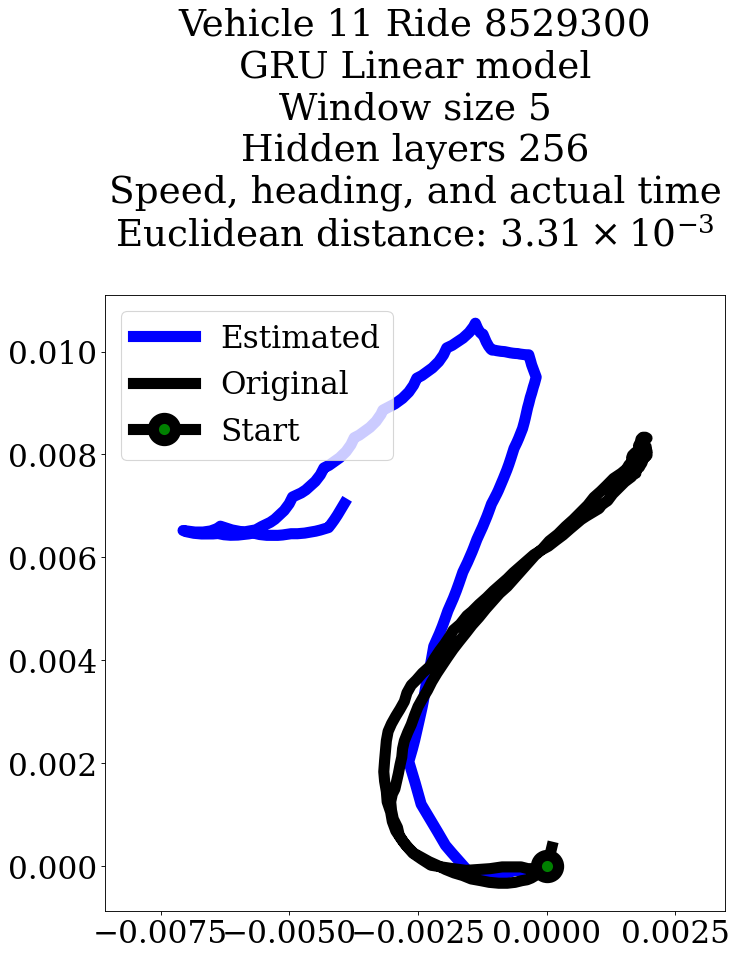 Vehicle 11 Ride 8529300
GRU Linear model
Window size 5
Hidden layers 256
Speed, heading, and actual time
Euclidean distance: 3.31 × 10⁻³
Estimated
Original
Start
0.010
0.008
0.006
0.004
0.002
0.000
−0.0075 −0.0050 −0.0025 0.0000 0.0025